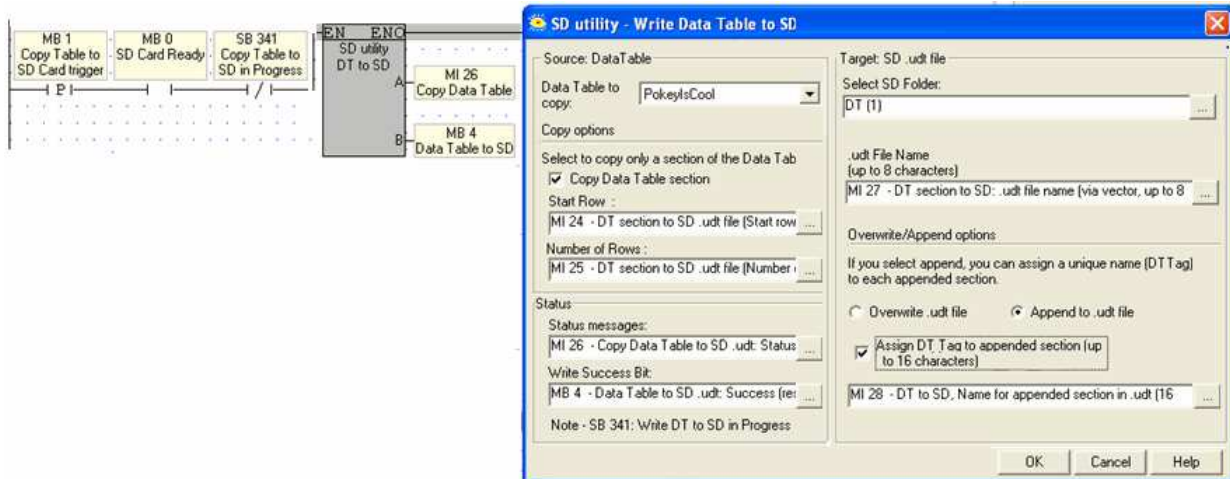 MB 1
Copy Table to
SD Card trigger
MB 0
SD Card Ready
SB 341
Copy Table to
SD in Progress
P
EN ENO
SD utility
DT to SD
A
MI 26
Copy Data Table
B
MB 4
Data Table to SD
SD utility - Write Data Table to SD
Source: DataTable
Data Table to
copy:
PokeyIsCool
Copy options
Select to copy only a section of the Data Tab
Copy Data Table section
Start Row :
MI 24 - DT section to SD .udt file (Start row
...
Number of Rows :
MI 25 - DT section to SD .udt file (Number
...
Status
Status messages:
MI 26 - Copy Data Table to SD .udt: Status
...
Write Success Bit:
MB 4 - Data Table to SD .udt: Success (re
...
Note - SB 341: Write DT to SD in Progress
Target: SD .udt file
Select SD Folder:
DT (1)
...
.udt File Name
(up to 8 characters)
MI 27 - DT section to SD: .udt file name (via vector, up to 8
...
Overwrite/Append options
If you select append, you can assign a unique name (DT Tag)
to each appended section.
Overwrite .udt file
Append to .udt file
Assign DT Tag to appended section (up
to 16 characters)
MI 28 - DT to SD, Name for appended section in .udt (16
...
OK
Cancel
Help